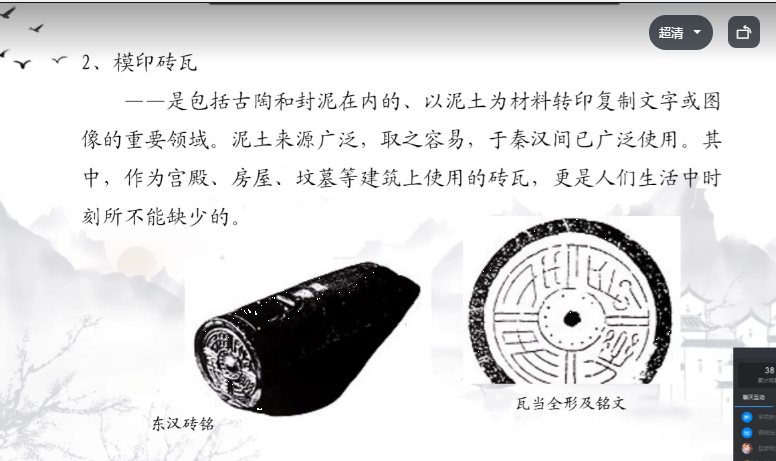 超清
2、模印砖瓦
——是包括古陶和封泥在内的、以泥土为材料转印复制文字或图
像的重要领域。泥土来源广泛，取之容易，于秦汉间已广泛使用。其
中，作为宫殿、房屋、坟墓等建筑上使用的砖瓦，更是人们生活中时
刻所不能缺少的。
东汉砖铭
瓦当全形及铭文
38
聊天互动